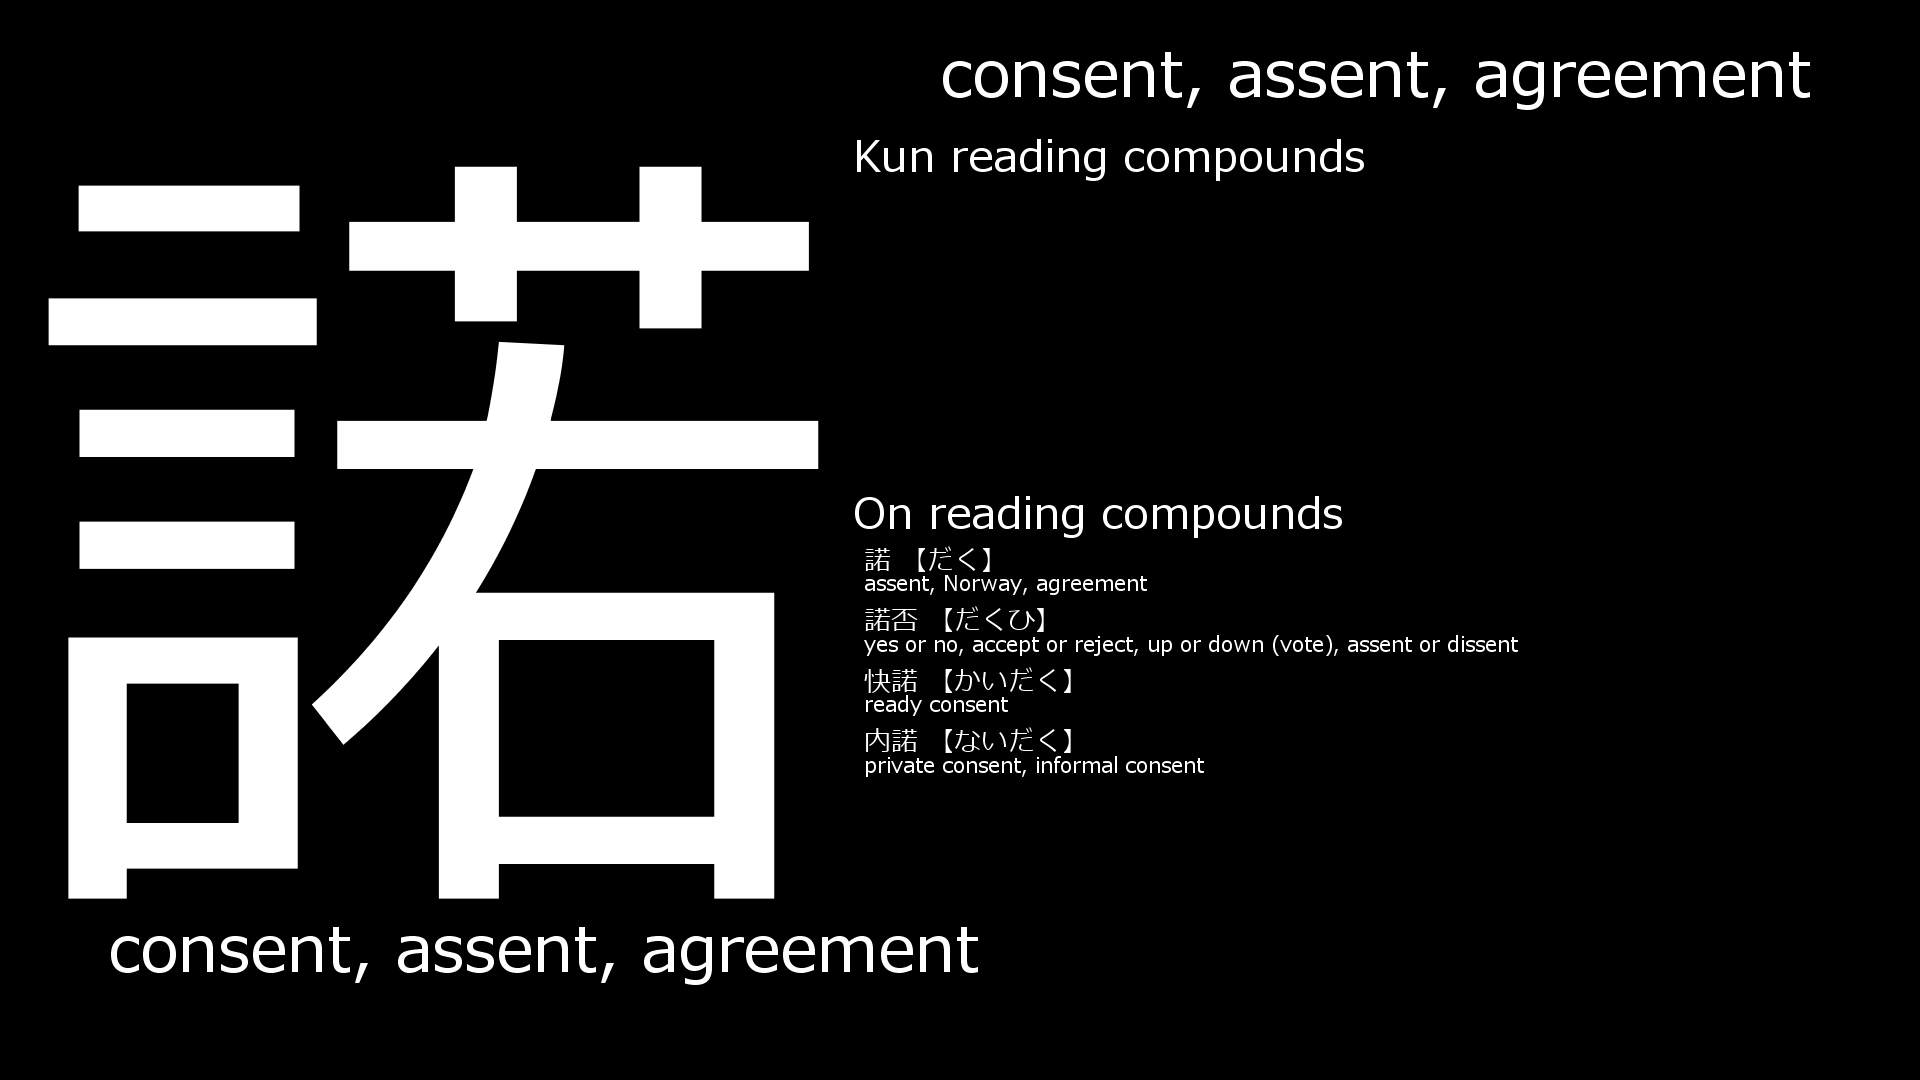 consent, assent, agreement
Kun reading compounds
諾
On reading compounds
諾 【だく】
assent, Norway, agreement
諾否 【だくひ】
yes or no, accept or reject, up or down (vote), assent or dissent
快諾 【かいだく】
ready consent
内諾 【ないだく】
private consent, informal consent
consent, assent, agreement